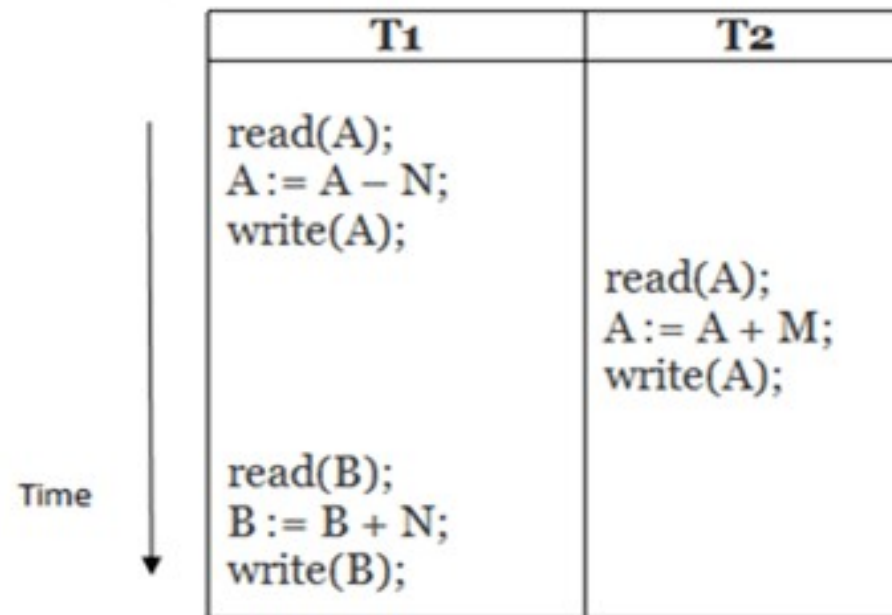 T1 T2
read(A);
A := A – N;
write(A);
read(A);
A := A + M;
write(A);
Time
read(B);
B := B + N;
write(B);